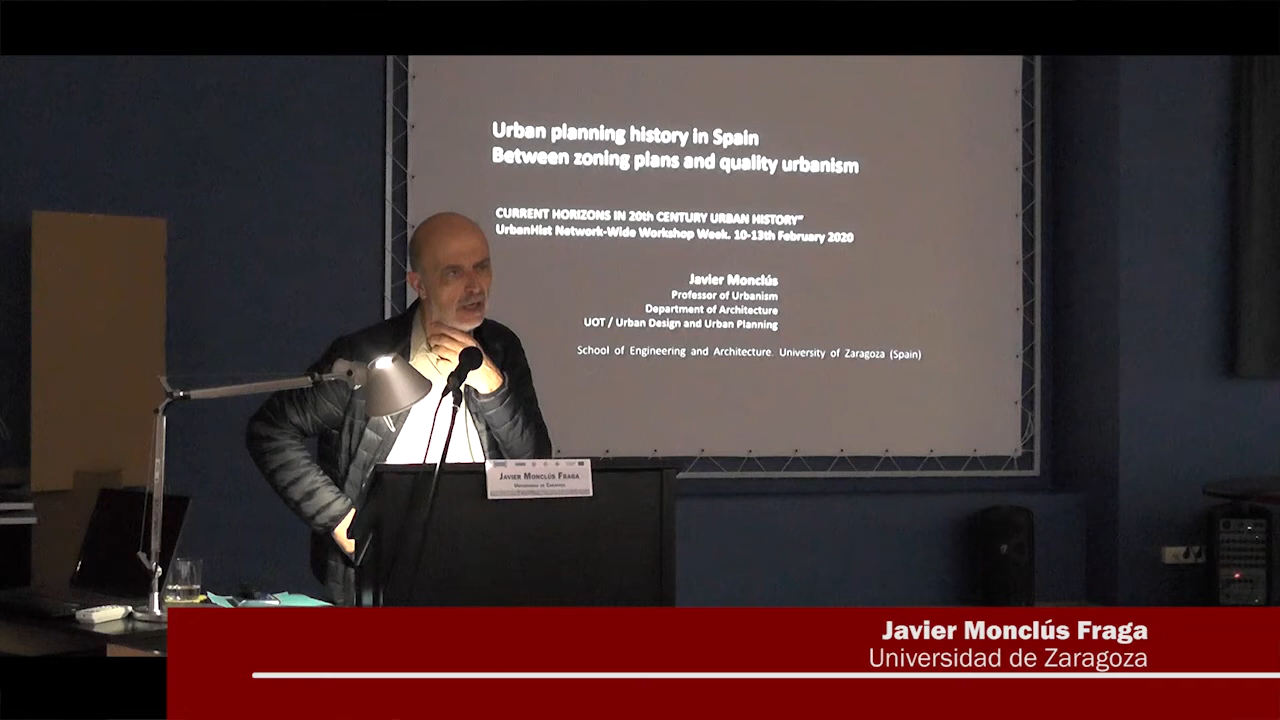 Urban planning history in Spain
Between zoning plans and quality urbanism
CURRENT HORIZONS IN 20th CENTURY URBAN HISTORY”
UrbanHist Network-Wide Workshop Week. 10-13th February 2020
Javier Monclús
Professor of Urbanism
Department of Architecture
UOT / Urban Design and Urban Planning
School of Engineering and Architecture. University of Zaragoza (Spain)
JAVIER MONCLÚS FRAGA
UNIVERSIDAD DE ZARAGOZA
Javier Monclús Fraga
Universidad de Zaragoza